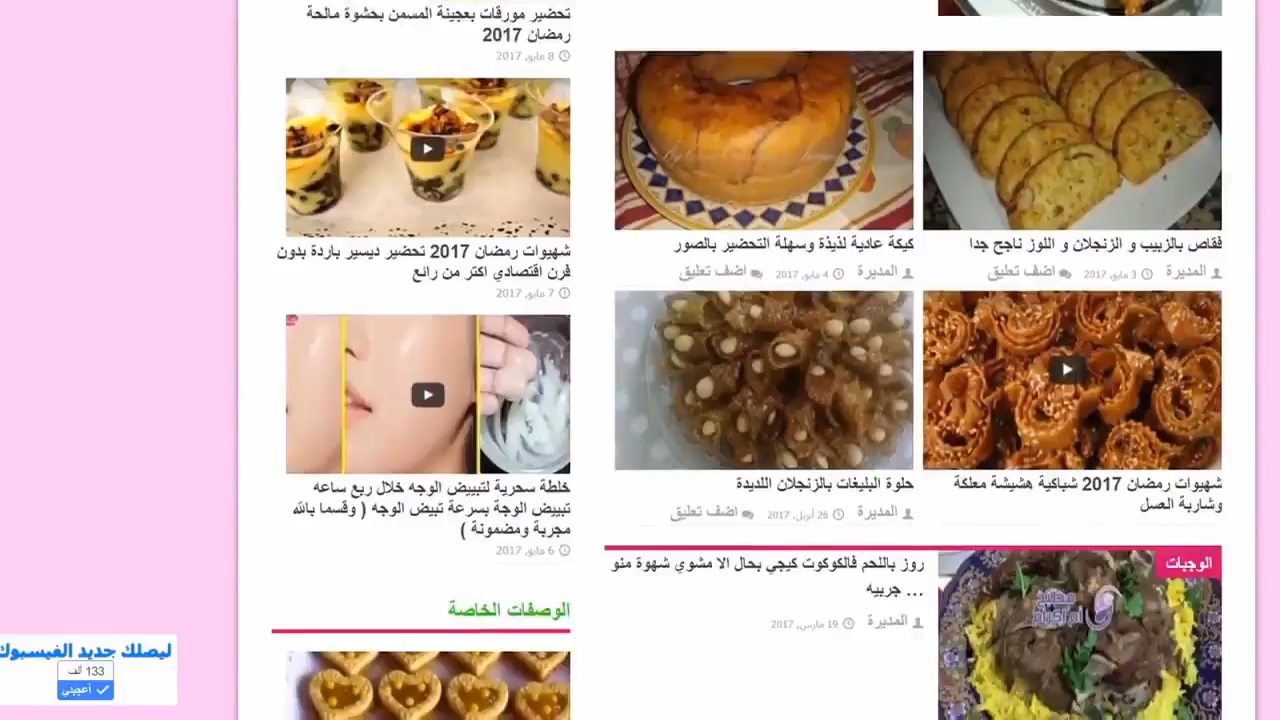 فقاص بالزبيب و الزنجلان و اللوز ناجح جدا
المديرة 3 مايو، 2017 اضف تعليق
كيكة عادية لذيذة وسهلة التحضير بالصور
المديرة 4 مايو، 2017 اضف تعليق
شهيوات رمضان 2017 شباكية هشيشة معلكة
وشاربة العسل
حلوة البليغات بالزنجلان اللديدة
المديرة 26 أبريل، 2017 اضف تعليق
الوجبات
مطبخ
ام اكرام
روز باللحم فالكوكوت كيجي بحال الا مشوي شهوة منو
جربيه ...
المديرة 19 مارس، 2017
تحضير مورقات بعجينة المسمن بحشوة مالحة
رمضان 2017
8 مايو، 2017
شهيوات رمضان 2017 تحضير ديسير باردة بدون
فرن اقتصادي اكثر من رائع
7 مايو، 2017
خلطة سحرية لتبييض الوجه خلال ربع ساعه
تبييض الوجة بسرعة تبيض الوجه ( وقسما بالله
مجربة ومضمونة )
6 مايو، 2017
الوصفات الخاصة
ليصلك جديد الفيسبوك
133 ألف
أعجبني